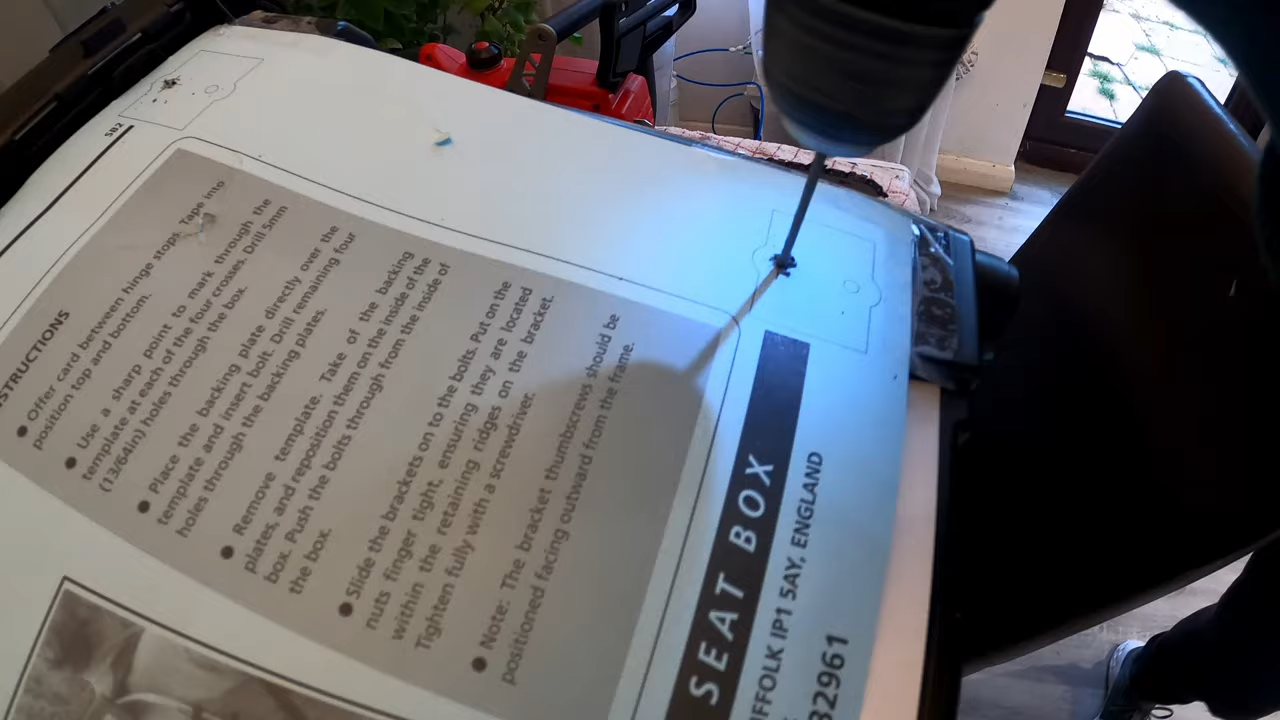 SB2
STRUCTIONS
● Offer card between hinge stops. Tape into
position top and bottom.
● Use a sharp point to mark through the
template at each of the four crosses. Drill 5mm
(13/64in) holes through the box.
● Place the backing plate directly over the
template and insert bolt. Drill remaining four
holes through the backing plates.
● Remove template. Take of the backing
plates, and reposition them on the inside of the
box. Push the bolts through from the inside of
the box.
● Slide the brackets on to the bolts. Put on the
nuts finger tight, ensuring they are located
within the retaining ridges on the bracket.
Tighten fully with a screwdriver.
● Note: The bracket thumbscrews should be
positioned facing outward from the frame.
SEAT BOX
FFOLK IP1 5AY, ENGLAND
32961